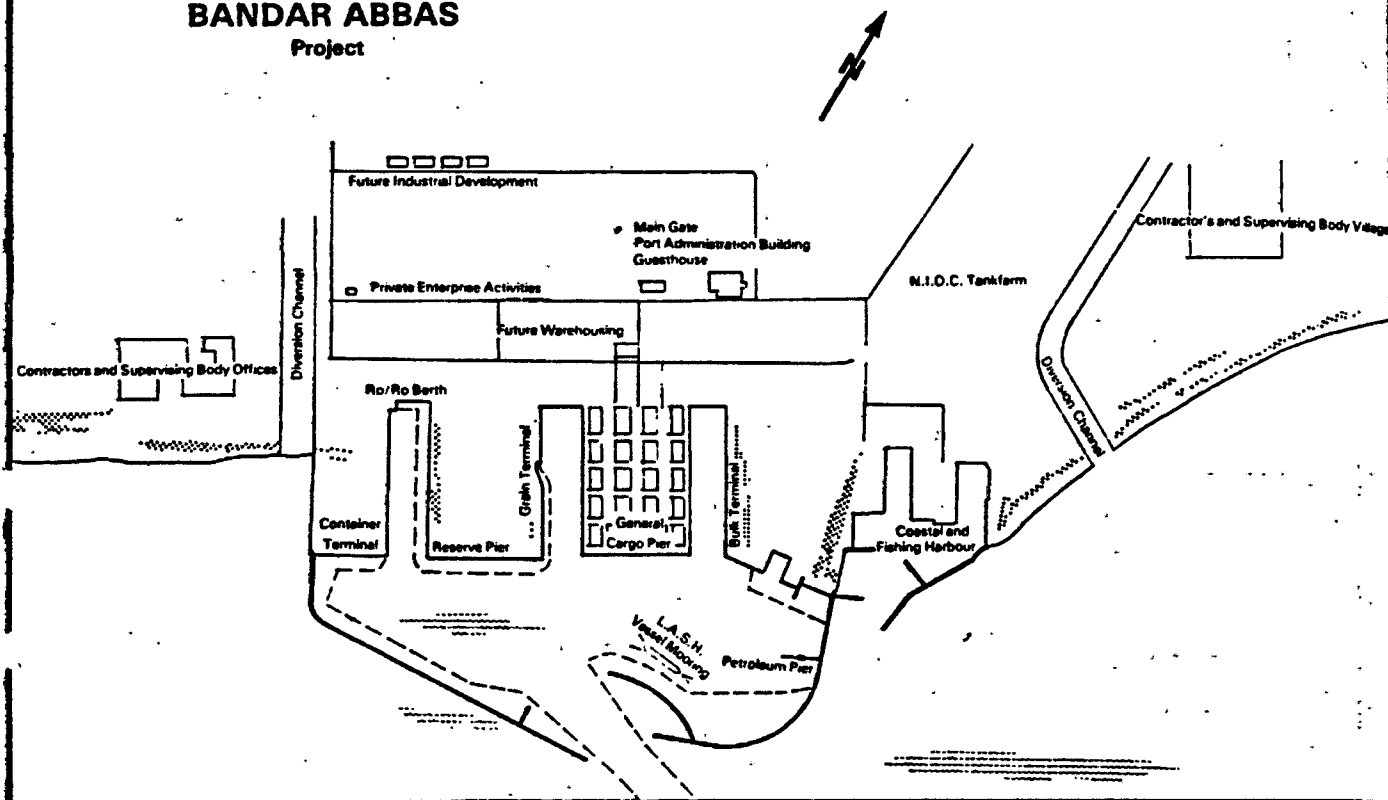 BANDAR ABBAS
Project
N
Future Industrial Development
Main Gate
Port Administration Building
Guesthouse
Contractor's and Supervising Body Village
Private Enterprise Activities
N.I.D.C. Tankfarm
Diversion Channel
Future Warehousing
Contractors and Supervising Body Offices
Diversion Channel
Ro/Ro Berth
Grain Terminal
Bulk Terminal
Container
Terminal
Reserve Pier
General
Cargo Pier
Coastal and
Fishing Harbour
L.A.S.H.
Vessel Mooring
Petroleum Pier